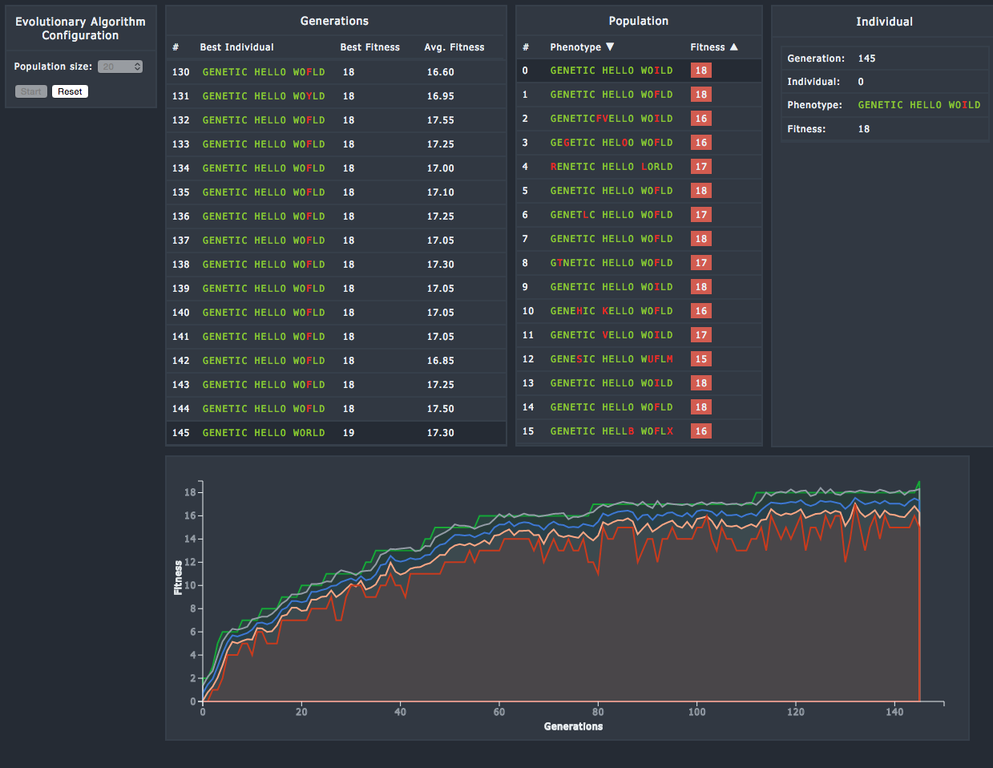 Evolutionary Algorithm
Configuration
Population size: 20
Start Reset
Generations
# Best Individual Best Fitness Avg. Fitness
130 GENETIC HELLO WOFLD 18 16.60
131 GENETIC HELLO WOYLD 18 16.95
132 GENETIC HELLO WOFLD 18 17.55
133 GENETIC HELLO WOFLD 18 17.25
134 GENETIC HELLO WOFLD 18 17.00
135 GENETIC HELLO WOFLD 18 17.10
136 GENETIC HELLO WOFLD 18 17.25
137 GENETIC HELLO WOFLD 18 17.05
138 GENETIC HELLO WOFLD 18 17.30
139 GENETIC HELLO WOFLD 18 17.05
140 GENETIC HELLO WOFLD 18 17.05
141 GENETIC HELLO WOFLD 18 17.05
142 GENETIC HELLO WOFLD 18 16.85
143 GENETIC HELLO WOFLD 18 17.25
144 GENETIC HELLO WOFLD 18 17.50
145 GENETIC HELLO WORLD 19 17.30
Population
# Phenotype ▼ Fitness ▲
0 GENETIC HELLO WOILD 18
1 GENETIC HELLO WOFLD 18
2 GENETICFVELLO WOILD 16
3 GEGETIC HELOO WOFLD 16
4 RENETIC HELLO LORLD 17
5 GENETIC HELLO WOFLD 18
6 GENETLC HELLO WOFLD 17
7 GENETIC HELLO WOFLD 18
8 GTNETIC HELLO WOFLD 17
9 GENETIC HELLO WOILD 18
10 GENEHIC KELLO WOFLD 16
11 GENETIC VELLO WOILD 17
12 GENESIC HELLO WUFLM 15
13 GENETIC HELLO WOILD 18
14 GENETIC HELLO WOFLD 18
15 GENETIC HELLB WOFLX 16
Individual
Generation: 145
Individual: 0
Phenotype: GENETIC HELLO WOILD
Fitness: 18
Fitness
18
16
14
12
10
8
6
4
2
0
0 20 40 60 80 100 120 140
Generations